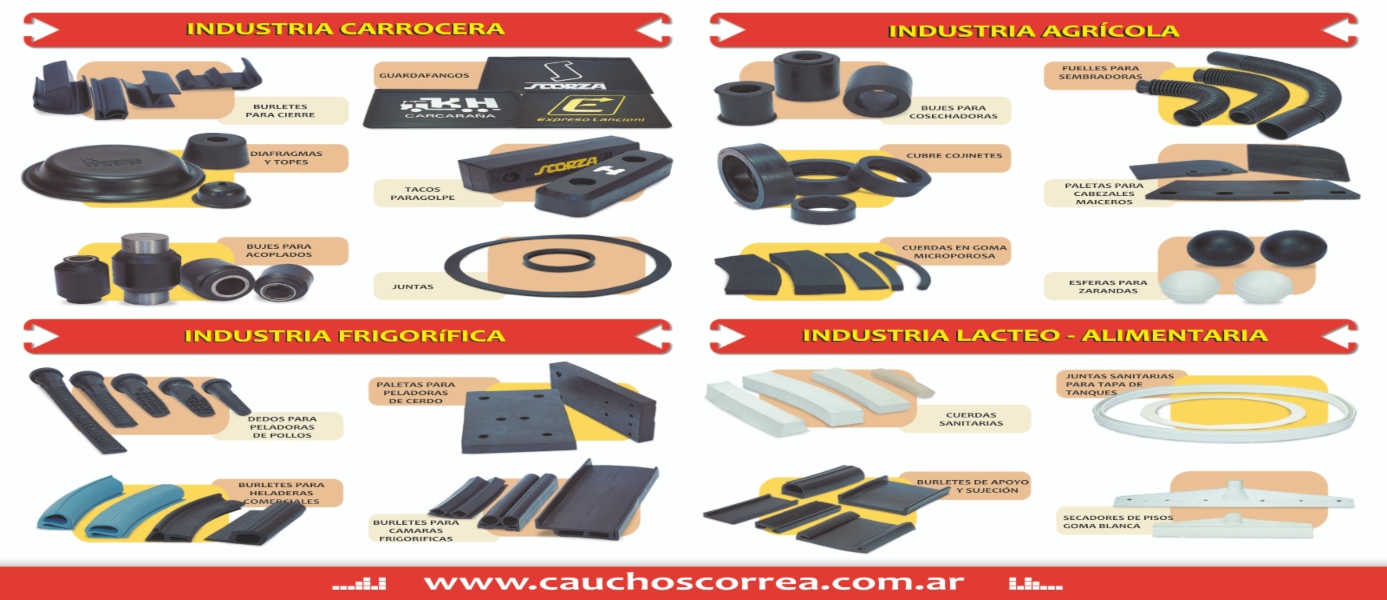 INDUSTRIA CARROCERA
BURLETES
PARA CIERRE
GUARDAFANGOS
SCORZA
KH
CARCARAÑA
E
Expreso Lancioni
DIAFRAGMAS
Y TOPES
SCORZA
TACOS
PARAGOLPE
BUJES PARA
ACOPLADOS
JUNTAS
INDUSTRIA AGRÍCOLA
BUJES PARA
COSECHADORAS
FUELLES PARA
SEMBRADORAS
CUBRE COJINETES
PALETAS PARA
CABEZALES
MAICEROS
CUERDAS EN GOMA
MICROPOROSA
ESFERAS PARA
ZARANDAS
INDUSTRIA FRIGORíFICA
DEDOS PARA
PELADORAS
DE POLLOS
PALETAS PARA
PELADORAS
DE CERDO
BURLETES PARA
HELADERAS
COMERCIALES
BURLETES PARA
CAMARAS
FRIGORIFICAS
INDUSTRIA LACTEO - ALIMENTARIA
CUERDAS
SANITARIAS
JUNTAS SANITARIAS
PARA TAPA DE
TANQUES
BURLETES DE APOYO
Y SUJECIÓN
SECADORES DE PISOS
GOMA BLANCA
www.cauchoscorrea.com.ar